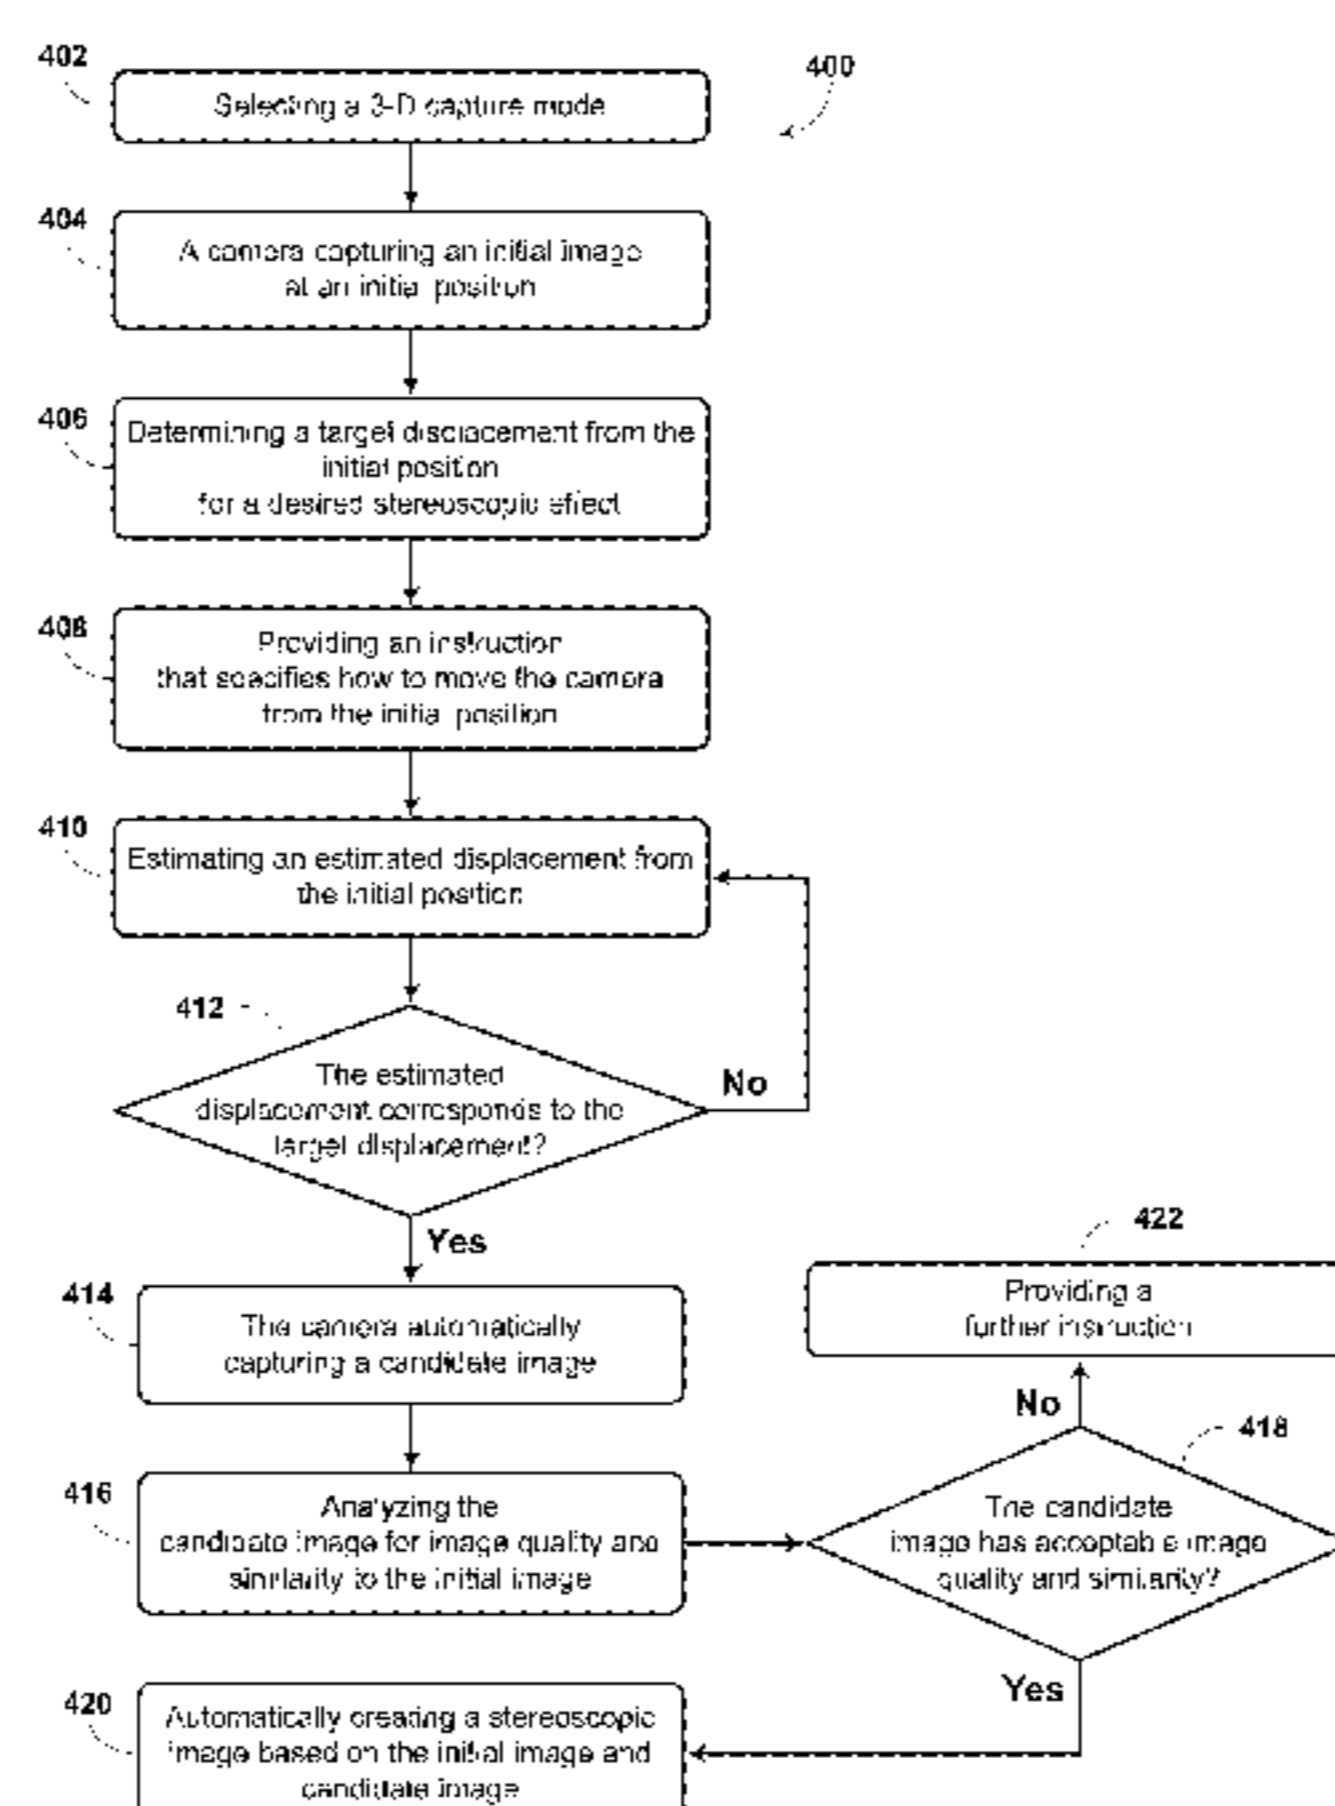 402
400
Selecting a 3-D capture mode
404
A camera capturing an initial image
at an initial position
406
Determining a target displacement from the
initial position
for a desired stereoscopic effect
408
Providing an instruction
that specifies how to move the camera
from the initial position
410
Estimating an estimated displacement from
the initial position
412
The estimated
displacement corresponds to the
target displacement?
No
Yes
414
The camera automatically
capturing a candidate image
422
Providing a
further instruction
No
418
416
Analyzing the
candidate image for image quality and
similarity to the initial image
The candidate
image has acceptable image
quality and similarity?
Yes
420
Automatically creating a stereoscopic
image based on the initial image and
candidate image